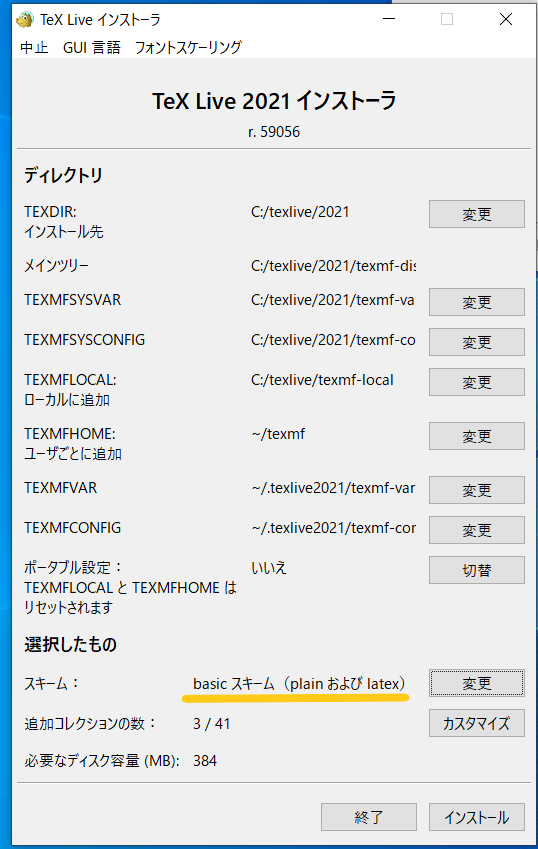 TeX Live インストーラ
中止 GUI 言語 フォントスケーリング
TeX Live 2021 インストーラ
r. 59056
ディレクトリ
TEXDIR: C:/texlive/2021 変更
インストール先
メインツリー C:/texlive/2021/texmf-dis
TEXMFSYSVAR C:/texlive/2021/texmf-va 変更
TEXMFSYSCONFIG C:/texlive/2021/texmf-co 変更
TEXMFLOCAL: C:/texlive/texmf-local 変更
ローカルに追加
TEXMFHOME: ~/texmf 変更
ユーザごとに追加
TEXMFVAR ~/.texlive2021/texmf-var 変更
TEXMFCONFIG ~/.texlive2021/texmf-cor 変更
ポータブル設定： いいえ 切替
TEXMFLOCAL と TEXMFHOME は
リセットされます
選択したもの
スキーム： basic スキーム（plain および latex） 変更
追加コレクションの数： 3 / 41 カスタマイズ
必要なディスク容量 (MB): 384
終了 インストール